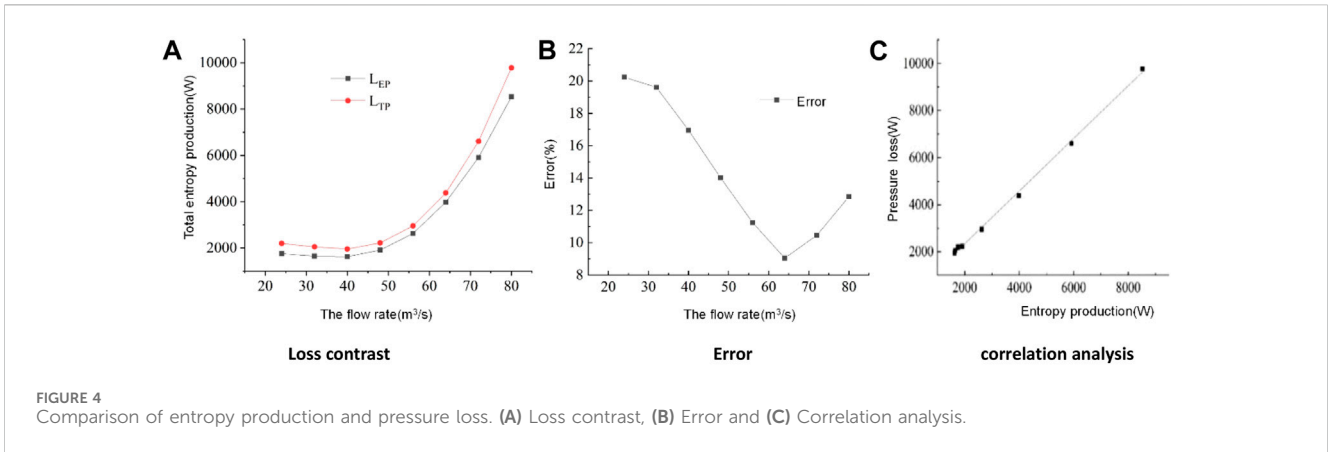 A
Total entropy production(W)
10000
8000
6000
4000
2000
L_EP
L_TP
20 30 40 50 60 70 80
The flow rate(m³/s)
Loss contrast
B
Error(%)
22
20
18
16
14
12
10
8
Error
20 30 40 50 60 70 80
The flow rate(m³/s)
Error
C
Pressure loss(W)
10000
8000
6000
4000
2000
2000 4000 6000 8000
Entropy production(W)
correlation analysis
FIGURE 4
Comparison of entropy production and pressure loss. (A) Loss contrast, (B) Error and (C) Correlation analysis.